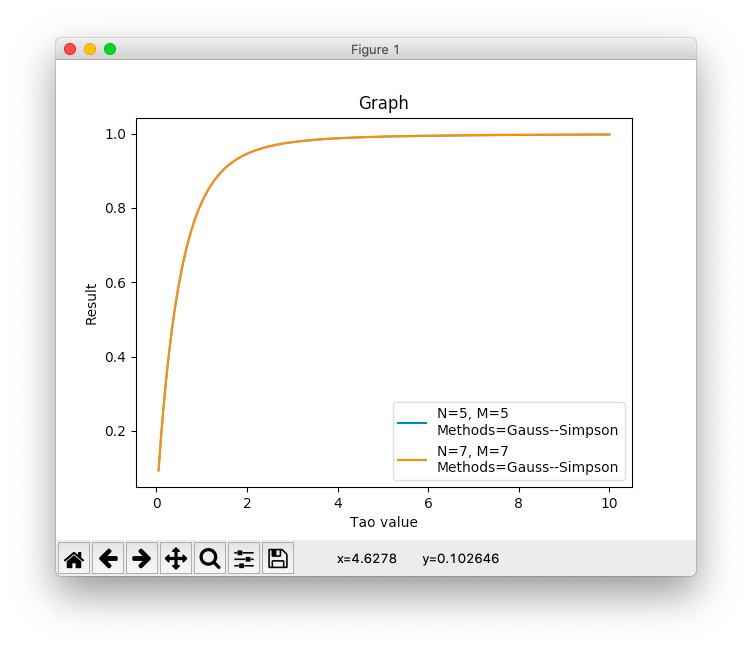 Figure 1
Graph
1.0
0.8
0.6
0.4
0.2
Result
N=5, M=5
Methods=Gauss--Simpson
N=7, M=7
Methods=Gauss--Simpson
0 2 4 6 8 10
Tao value
x=4.6278 y=0.102646